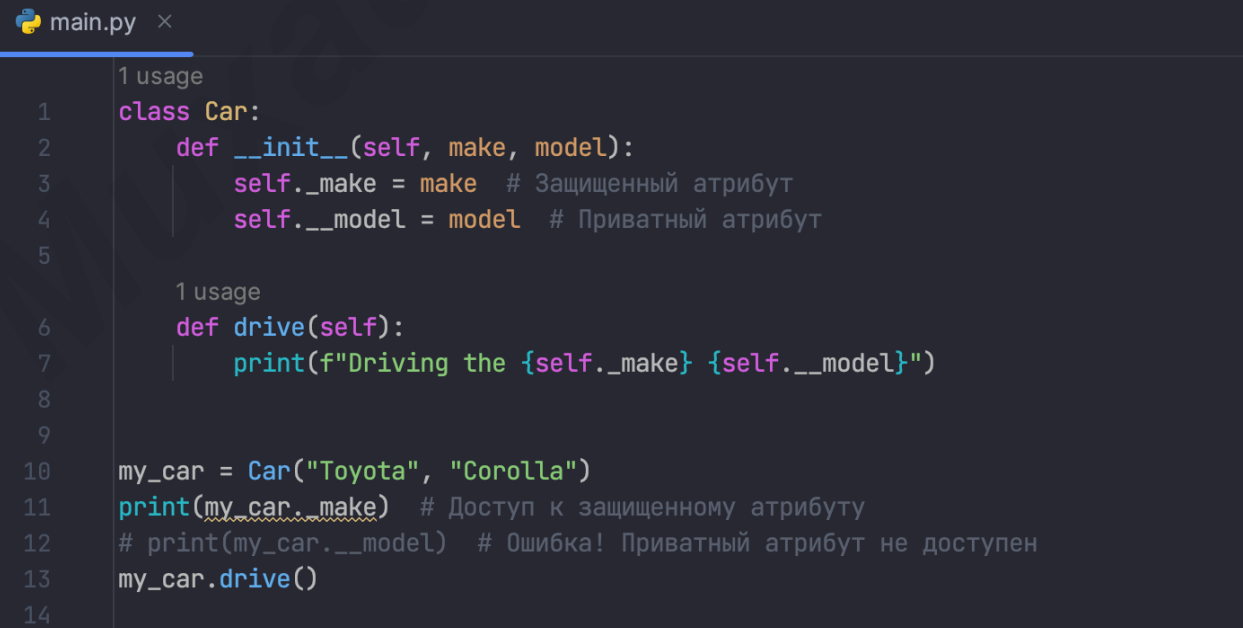 main.py
1 usage
1 class Car:
2     def __init__(self, make, model):
3         self._make = make  # Защищенный атрибут
4         self.__model = model  # Приватный атрибут
5
1 usage
6     def drive(self):
7         print(f"Driving the {self._make} {self.__model}")
8
9
10 my_car = Car("Toyota", "Corolla")
11 print(my_car._make)  # Доступ к защищенному атрибуту
12 # print(my_car.__model)  # Ошибка! Приватный атрибут не доступен
13 my_car.drive()
14